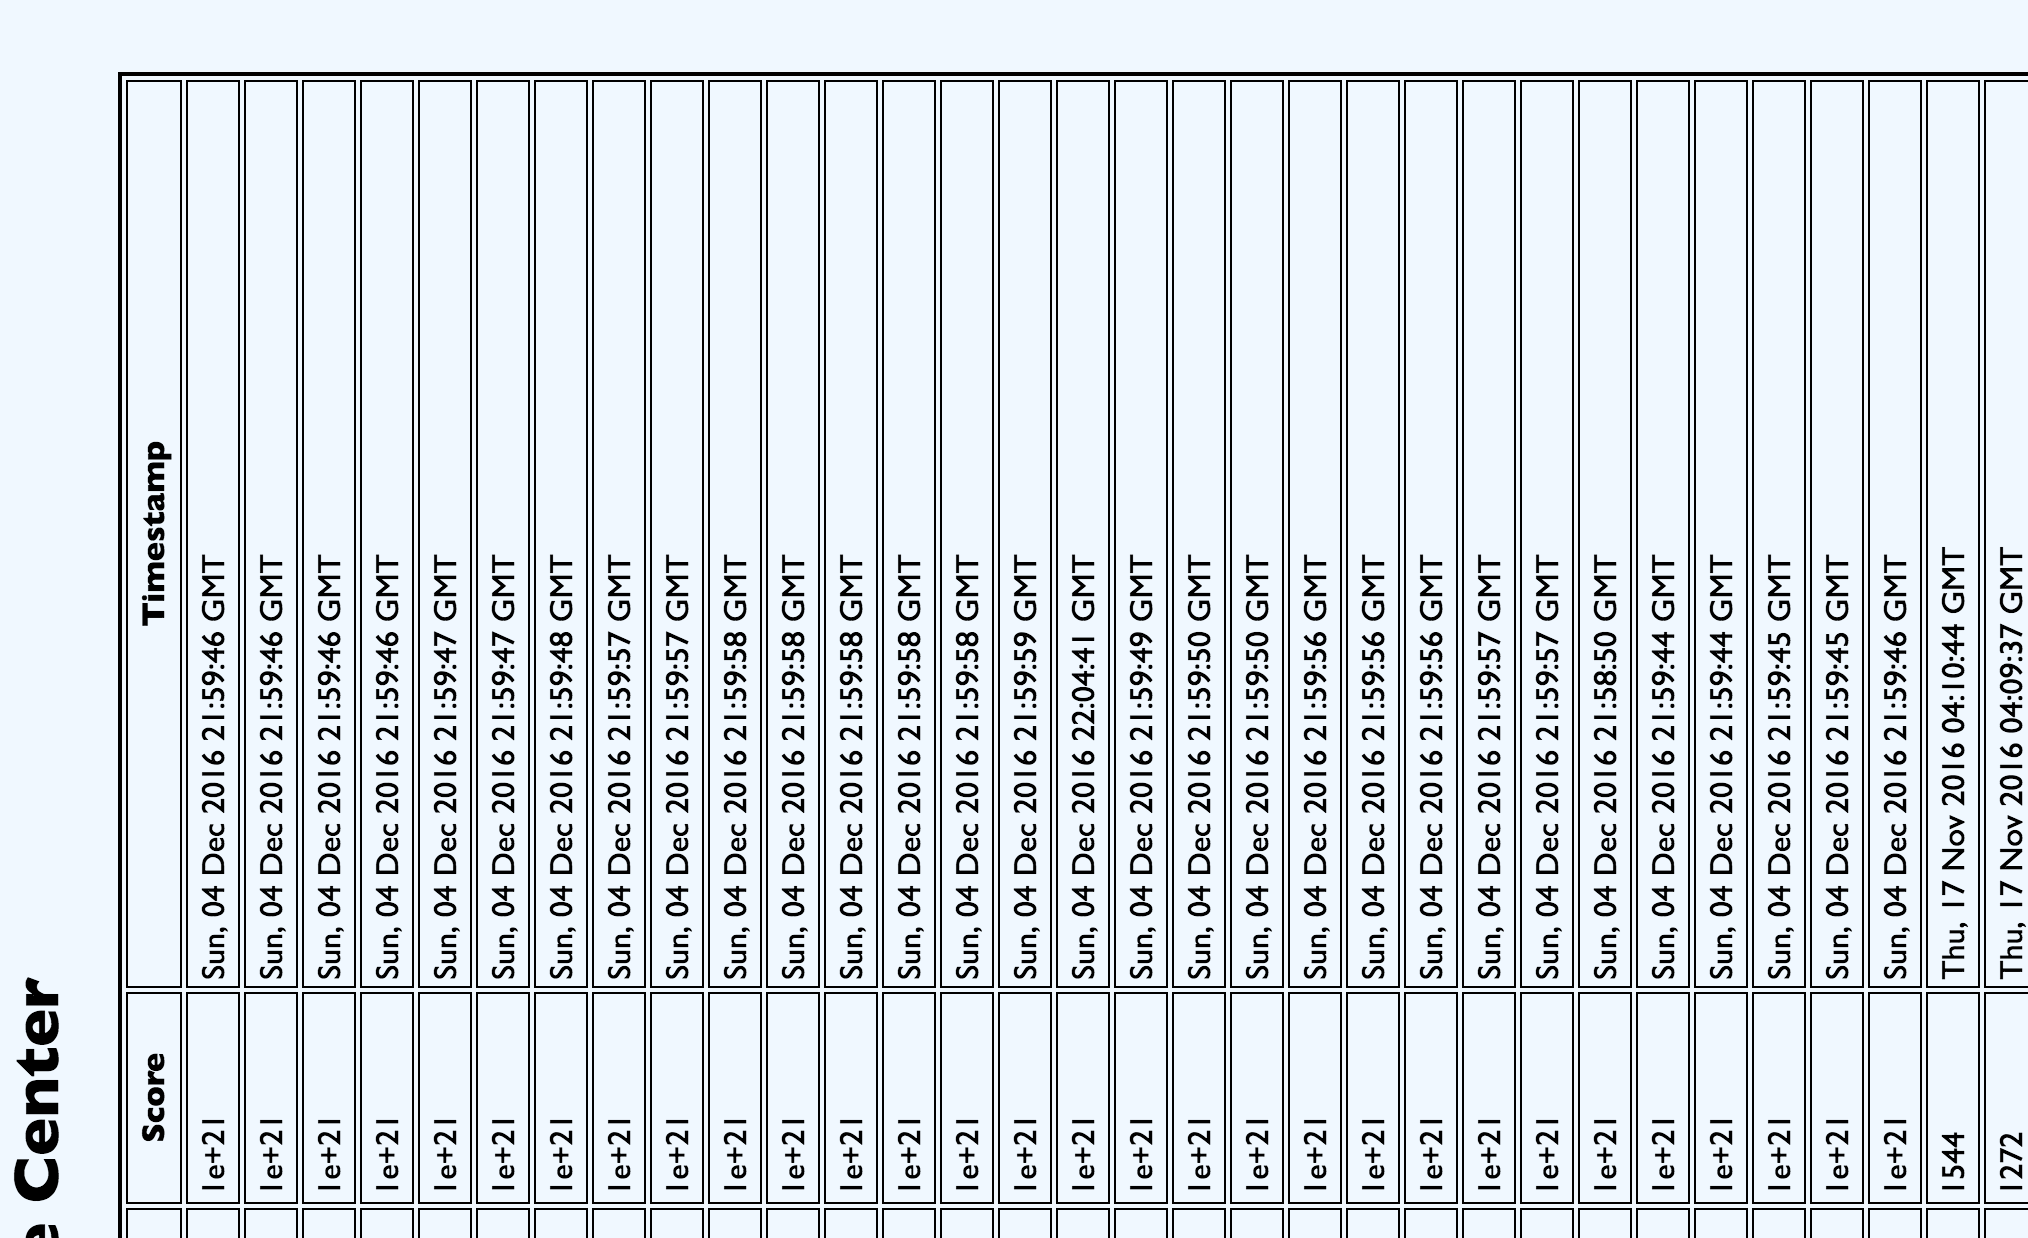 Center
Score Timestamp
1e+21 Sun, 04 Dec 2016 21:59:46 GMT
1e+21 Sun, 04 Dec 2016 21:59:46 GMT
1e+21 Sun, 04 Dec 2016 21:59:46 GMT
1e+21 Sun, 04 Dec 2016 21:59:46 GMT
1e+21 Sun, 04 Dec 2016 21:59:47 GMT
1e+21 Sun, 04 Dec 2016 21:59:47 GMT
1e+21 Sun, 04 Dec 2016 21:59:48 GMT
1e+21 Sun, 04 Dec 2016 21:59:57 GMT
1e+21 Sun, 04 Dec 2016 21:59:57 GMT
1e+21 Sun, 04 Dec 2016 21:59:58 GMT
1e+21 Sun, 04 Dec 2016 21:59:58 GMT
1e+21 Sun, 04 Dec 2016 21:59:58 GMT
1e+21 Sun, 04 Dec 2016 21:59:58 GMT
1e+21 Sun, 04 Dec 2016 21:59:58 GMT
1e+21 Sun, 04 Dec 2016 21:59:59 GMT
1e+21 Sun, 04 Dec 2016 22:04:41 GMT
1e+21 Sun, 04 Dec 2016 21:59:49 GMT
1e+21 Sun, 04 Dec 2016 21:59:50 GMT
1e+21 Sun, 04 Dec 2016 21:59:50 GMT
1e+21 Sun, 04 Dec 2016 21:59:56 GMT
1e+21 Sun, 04 Dec 2016 21:59:56 GMT
1e+21 Sun, 04 Dec 2016 21:59:56 GMT
1e+21 Sun, 04 Dec 2016 21:59:57 GMT
1e+21 Sun, 04 Dec 2016 21:59:57 GMT
1e+21 Sun, 04 Dec 2016 21:58:50 GMT
1e+21 Sun, 04 Dec 2016 21:59:44 GMT
1e+21 Sun, 04 Dec 2016 21:59:44 GMT
1e+21 Sun, 04 Dec 2016 21:59:45 GMT
1e+21 Sun, 04 Dec 2016 21:59:45 GMT
1e+21 Sun, 04 Dec 2016 21:59:46 GMT
1544 Thu, 17 Nov 2016 04:10:44 GMT
1272 Thu, 17 Nov 2016 04:09:37 GMT